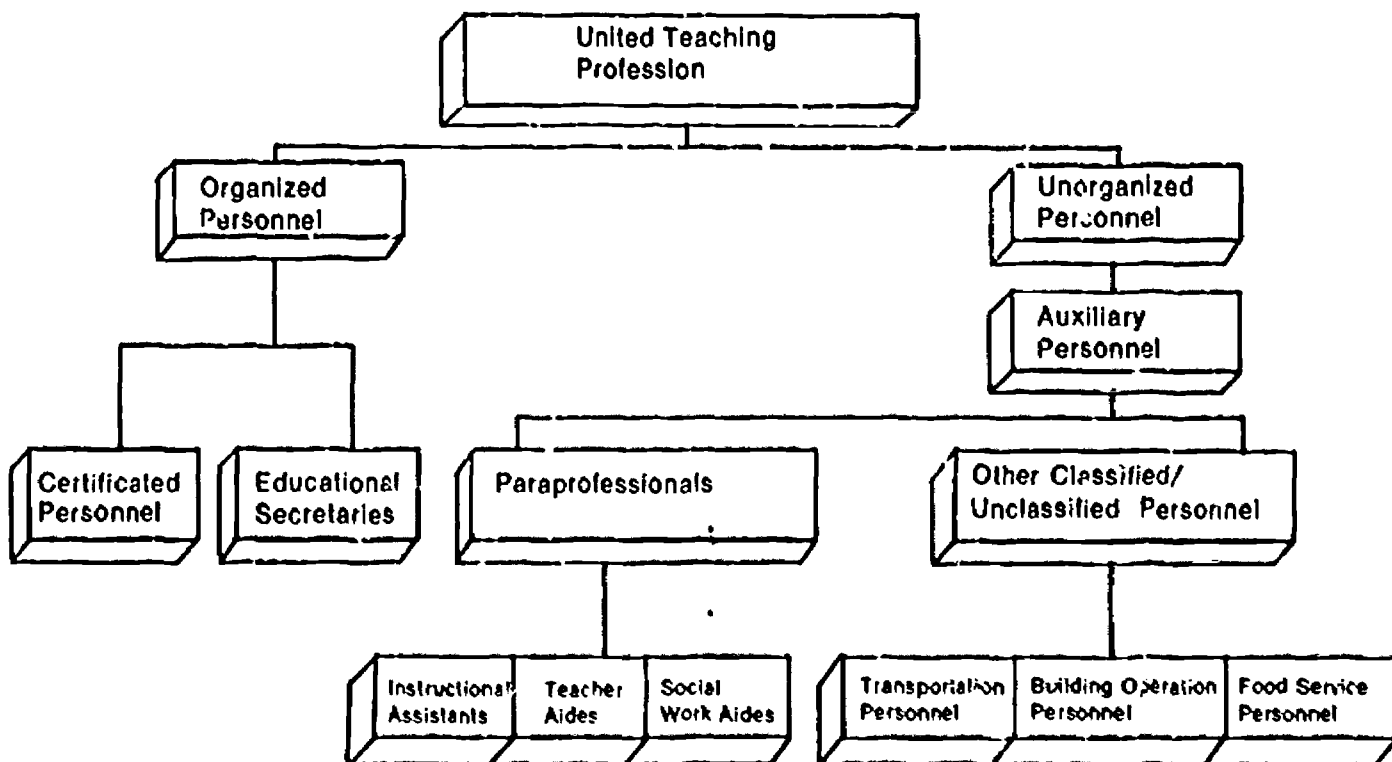 United Teaching
Profession
Organized
Personnel
Unorganized
Personnel
Auxiliary
Personnel
Certificated
Personnel
Educational
Secretaries
Paraprofessionals
Other Classified/
Unclassified Personnel
Instructional
Assistants
Teacher
Aides
Social
Work Aides
Transportation
Personnel
Building Operation
Personnel
Food Service
Personnel